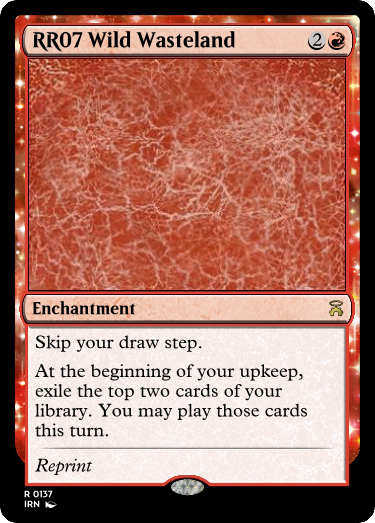 RR07 Wild Wasteland 2
Enchantment
Skip your draw step.
At the beginning of your upkeep,
exile the top two cards of your
library. You may play those cards
this turn.
Reprint
R 0137
IRN